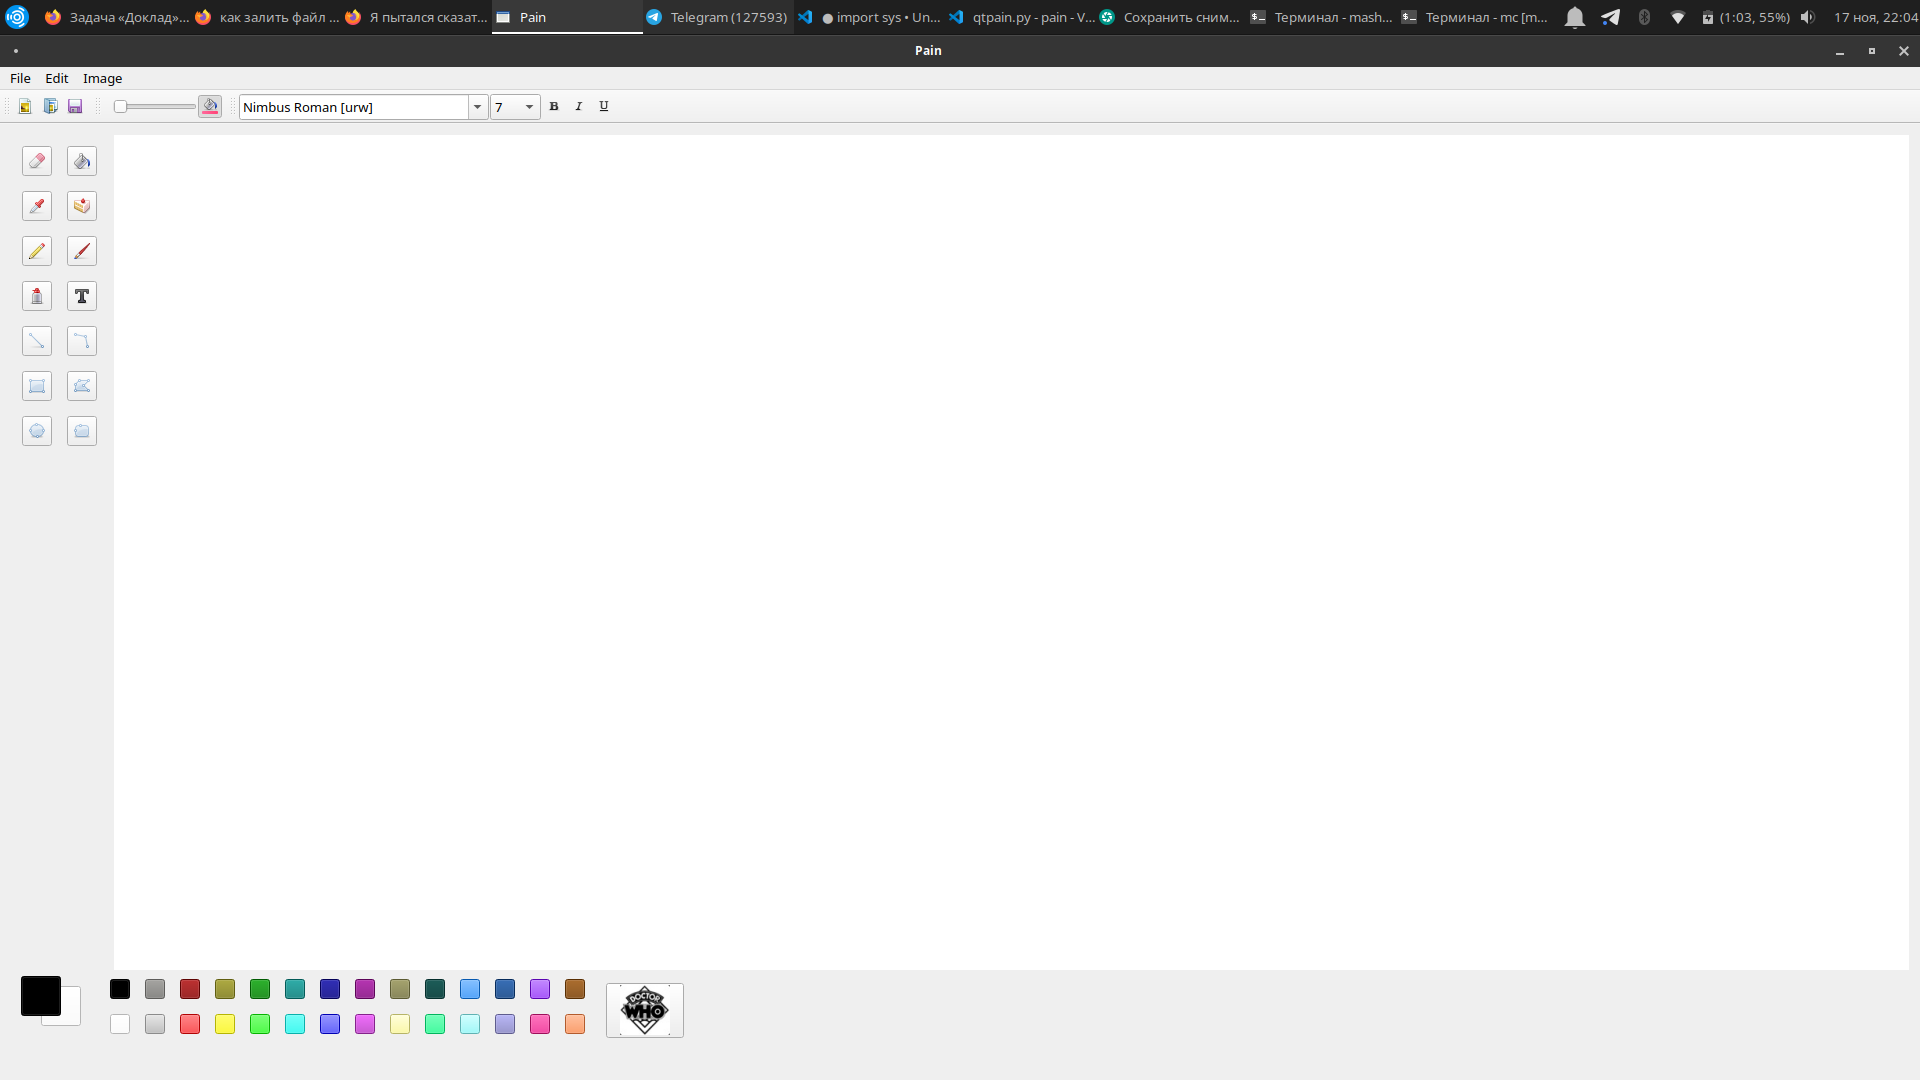 Задача «Доклад»...
как залить файл ...
Я пытался сказат...
Pain
Telegram (127593)
● import sys • Un...
qtpain.py - pain - V...
Сохранить сним...
Терминал - mash...
Терминал - mc [m...
(1:03, 55%)
17 ноя, 22:04
Pain
File Edit Image
Nimbus Roman [urw]
7
B I U
T
DOCTOR
WHO